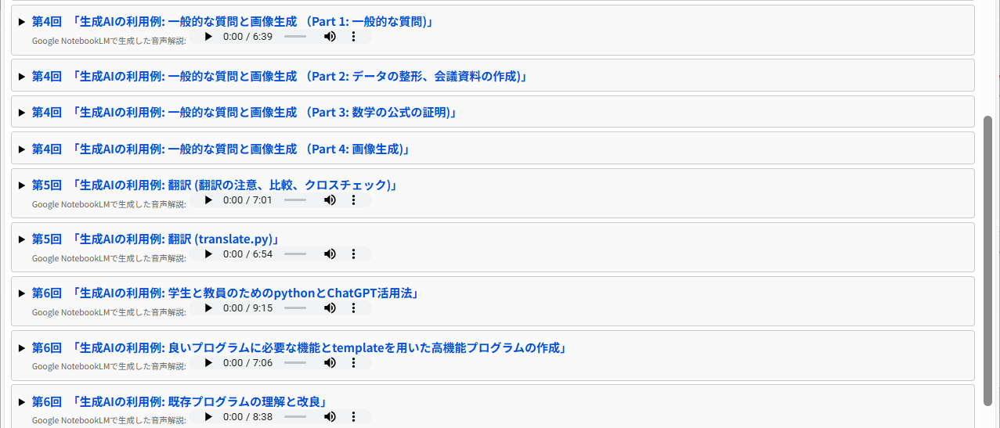 第4回 「生成AIの利用例: 一般的な質問と画像生成 （Part 1: 一般的な質問)」
Google NotebookLMで生成した音声解説: 0:00 / 6:39
第4回 「生成AIの利用例: 一般的な質問と画像生成 （Part 2: データの整形、会議資料の作成)」
第4回 「生成AIの利用例: 一般的な質問と画像生成 （Part 3: 数学の公式の証明)」
第4回 「生成AIの利用例: 一般的な質問と画像生成 （Part 4: 画像生成)」
第5回 「生成AIの利用例: 翻訳 (翻訳の注意、比較、クロスチェック)」
Google NotebookLMで生成した音声解説: 0:00 / 7:01
第5回 「生成AIの利用例: 翻訳 (translate.py)」
Google NotebookLMで生成した音声解説: 0:00 / 6:54
第6回 「生成AIの利用例: 学生と教員のためのpythonとChatGPT活用法」
Google NotebookLMで生成した音声解説: 0:00 / 9:15
第6回 「生成AIの利用例: 良いプログラムに必要な機能とtemplateを用いた高機能プログラムの作成」
Google NotebookLMで生成した音声解説: 0:00 / 7:06
第6回 「生成AIの利用例: 既存プログラムの理解と改良」
Google NotebookLMで生成した音声解説: 0:00 / 8:38